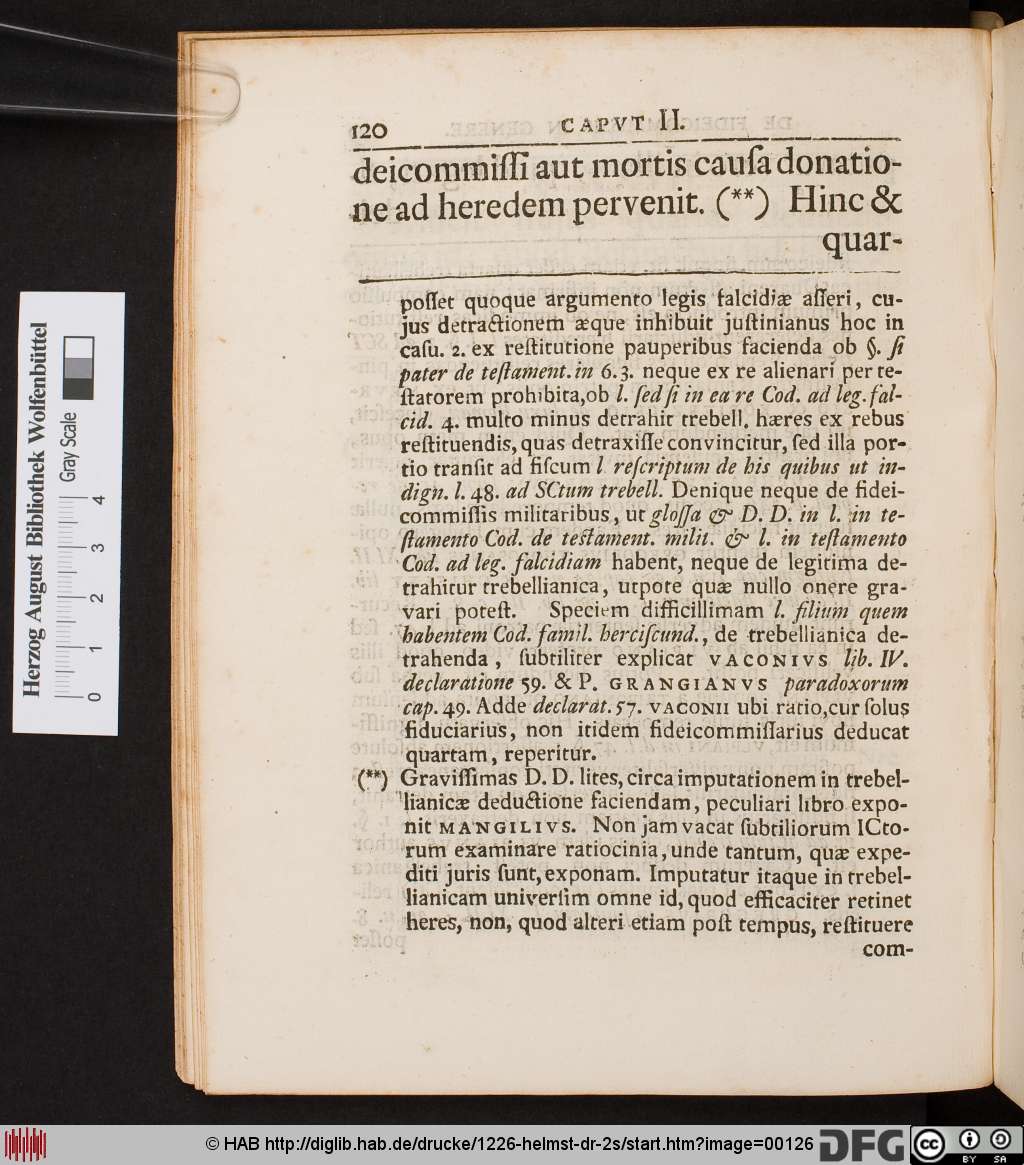 120 CAPVT II.
deicommiſſi aut mortis cauſa donatio-
ne ad heredem pervenit. (**) Hinc &
quar-
poſſet quoque argumento legis falcidiæ aſſeri, cu-
jus detractionem æque inhibuit juſtinianus hoc in
caſu. 2. ex reſtitutione pauperibus facienda ob §. ſi
pater de teſtament. in 6. 3. neque ex re alienari per te-
ſtatorem prohibita, ob l. ſed ſi in ea re Cod. ad leg. fal-
cid. 4. multo minus detrahit trebell. hæres ex rebus
reſtituendis, quas detraxiſſe convincitur, ſed illa por-
tio tranſit ad fiſcum l reſcriptum de his quibus ut in-
dign. l. 48. ad SCtum trebell. Denique neque de fidei-
commiſſis militaribus, ut gloſſa & D. D. in l. in te-
ſtamento Cod. de teſtament. milit. & l. in teſtamento
Cod. ad leg. falcidiam habent, neque de legitima de-
trahitur trebellianica, utpote quæ nullo onere gra-
vari poteſt. Speciem difficillimam l. filium quem
habentem Cod. famil. herciſcund., de trebellianica de-
trahenda, ſubtiliter explicat VACONIVS lib. IV.
declaratione 59. & P. GRANGIANVS paradoxorum
cap. 49. Adde declarat. 57. VACONII ubi ratio, cur ſolus
fiduciarius, non itidem fideicommiſſarius deducat
quartam, reperitur.
(**) Graviſſimas D. D. lites, circa imputationem in trebel-
lianicæ deductione faciendam, peculiari libro expo-
nit MANGILIVS. Non jam vacat ſubtiliorum ICto-
rum examinare ratiocinia, unde tantum, quæ expe-
diti juris ſunt, exponam. Imputatur itaque in trebel-
lianicam univerſim omne id, quod efficaciter retinet
heres, non, quod alteri etiam poſt tempus, reſtituere
com-
Herzog August Bibliothek Wolfenbüttel
Gray Scale
0 1 2 3 4
© HAB http://diglib.hab.de/drucke/1226-helmst-dr-2s/start.htm?image=00126
DFG
cc BY SA